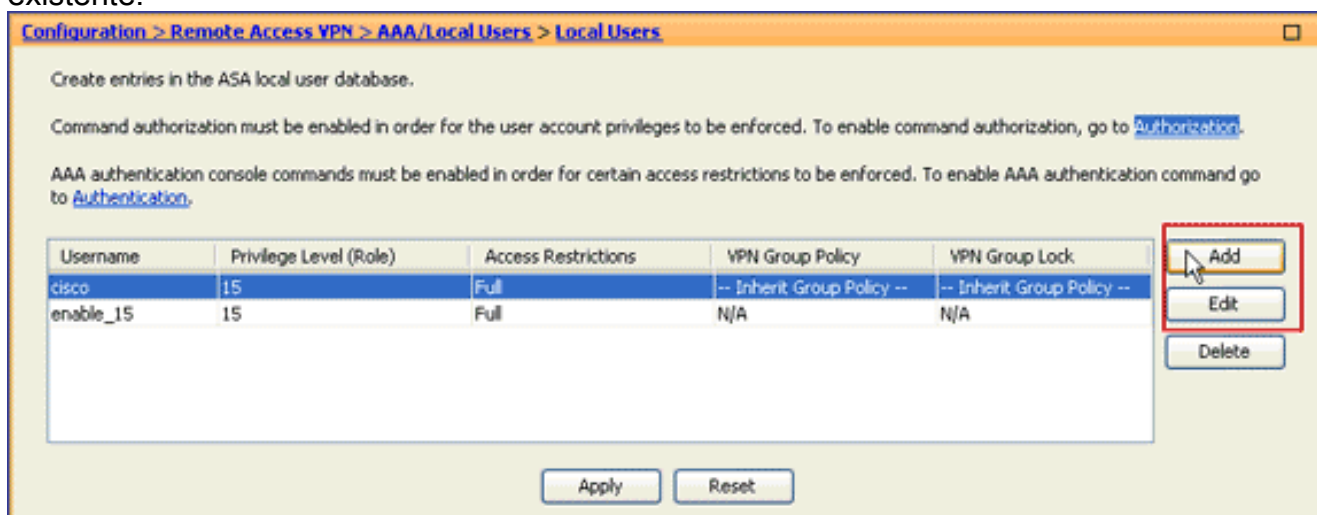 existente.
Configuration > Remote Access VPN > AAA/Local Users > Local Users
Create entries in the ASA local user database.
Command authorization must be enabled in order for the user account privileges to be enforced. To enable command authorization, go to Authorization.
AAA authentication console commands must be enabled in order for certain access restrictions to be enforced. To enable AAA authentication command go
to Authentication.
Username Privilege Level (Role) Access Restrictions VPN Group Policy VPN Group Lock
cisco 15 Full -- Inherit Group Policy -- -- Inherit Group Policy --
enable_15 15 Full N/A N/A
Add
Edit
Delete
Apply Reset